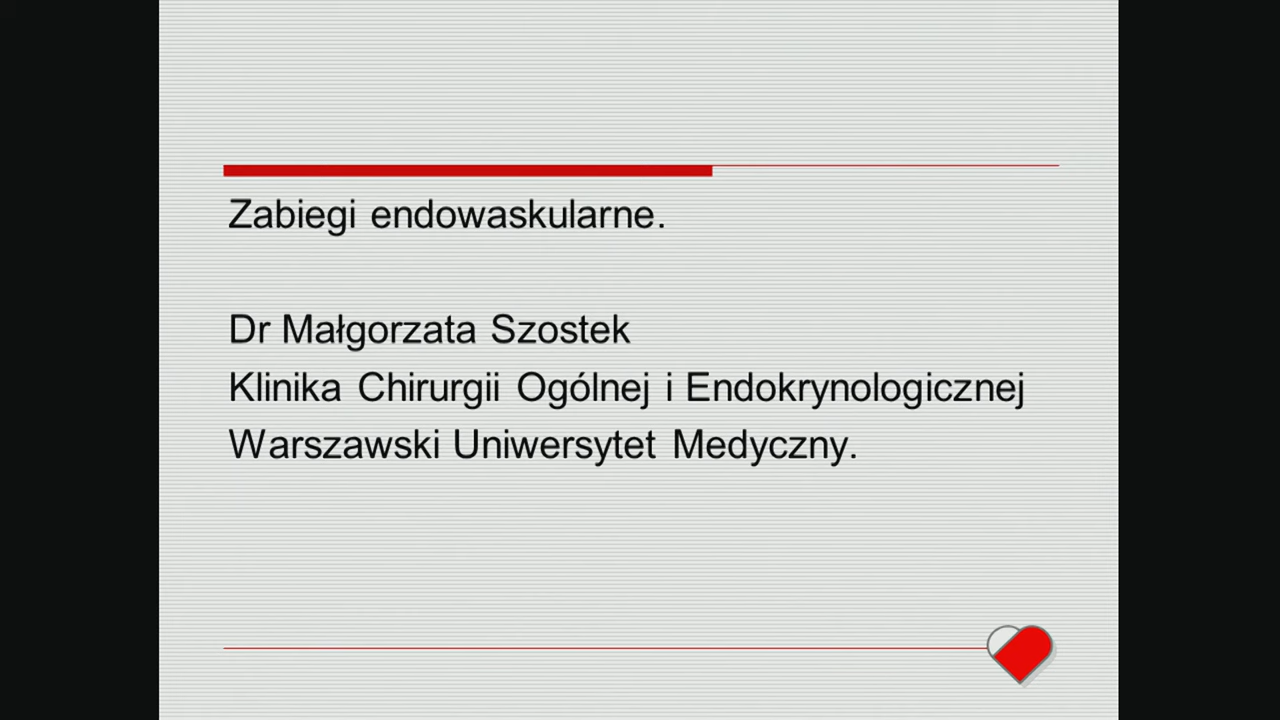 Zabiegi endowaskularne.
Dr Małgorzata Szostek
Klinika Chirurgii Ogólnej i Endokrynologicznej
Warszawski Uniwersytet Medyczny.